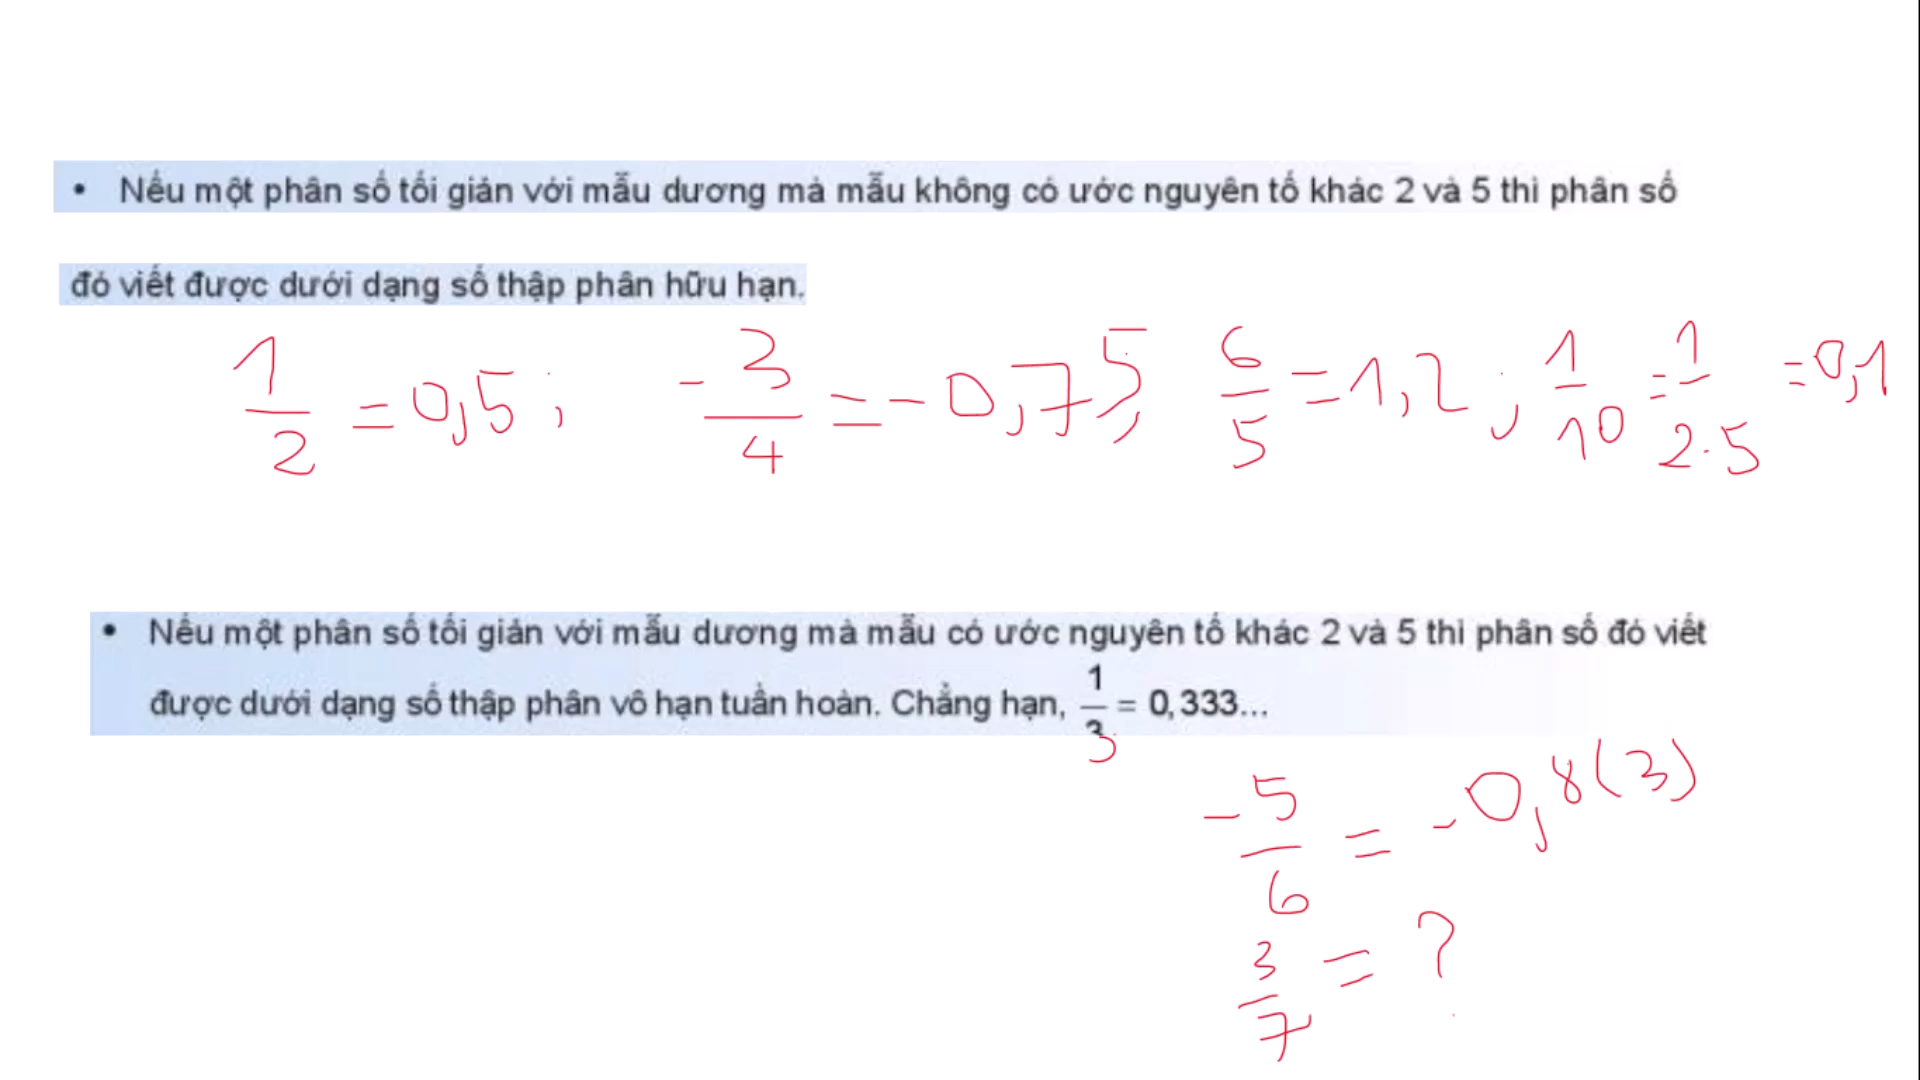 • Nếu một phân số tối giản với mẫu dương mà mẫu không có ước nguyên tố khác 2 và 5 thì phân số
đó viết được dưới dạng số thập phân hữu hạn.
1/2 = 0,5 ; -3/4 = -0,75 ; 6/5 = 1,2 ; 1/10 = 1/2.5 = 0,1
• Nếu một phân số tối giản với mẫu dương mà mẫu có ước nguyên tố khác 2 và 5 thì phân số đó viết
được dưới dạng số thập phân vô hạn tuần hoàn. Chẳng hạn, 1/3 = 0,333...
-5/6 = -0,8(3)
3/7 = ?